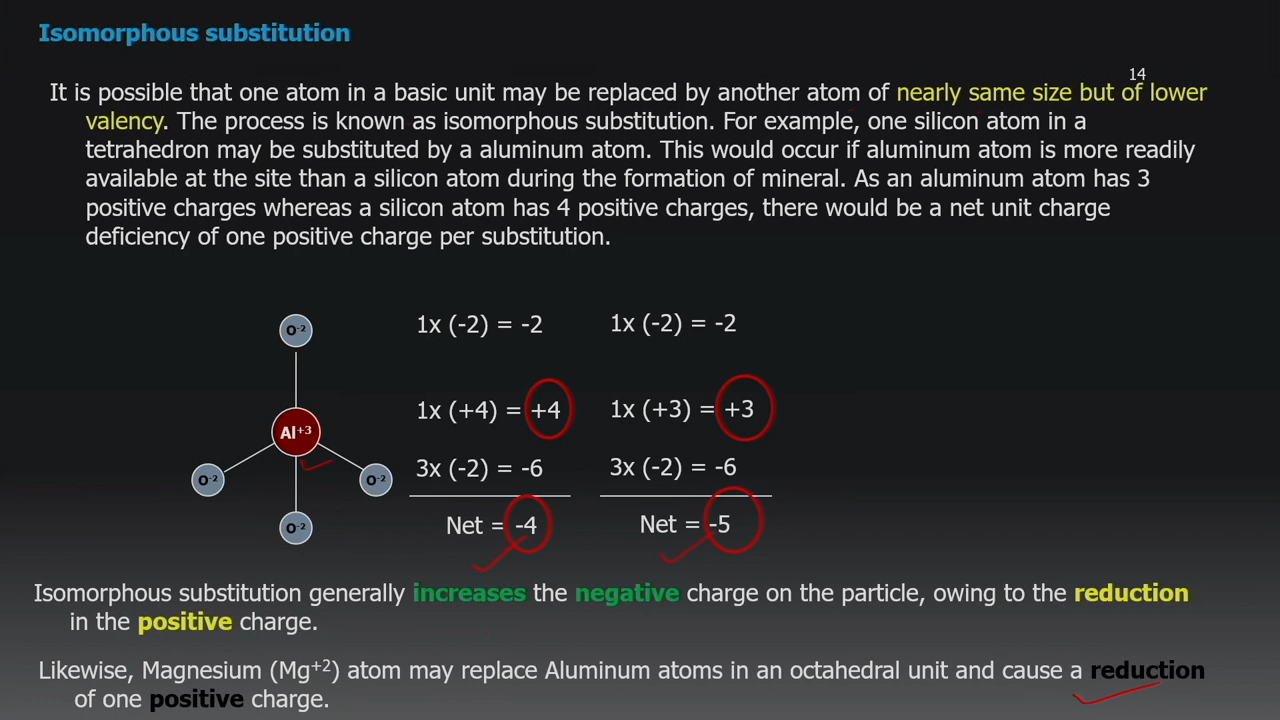 Isomorphous substitution
14
It is possible that one atom in a basic unit may be replaced by another atom of nearly same size but of lower
valency. The process is known as isomorphous substitution. For example, one silicon atom in a
tetrahedron may be substituted by a aluminum atom. This would occur if aluminum atom is more readily
available at the site than a silicon atom during the formation of mineral. As an aluminum atom has 3
positive charges whereas a silicon atom has 4 positive charges, there would be a net unit charge
deficiency of one positive charge per substitution.
O⁻²
1x (-2) = -2
1x (-2) = -2
Al⁺³
1x (+4) = +4
1x (+3) = +3
O⁻²
O⁻²
3x (-2) = -6
3x (-2) = -6
O⁻²
Net = -4
Net = -5
Isomorphous substitution generally increases the negative charge on the particle, owing to the reduction
in the positive charge.
Likewise, Magnesium (Mg⁺²) atom may replace Aluminum atoms in an octahedral unit and cause a reduction
of one positive charge.